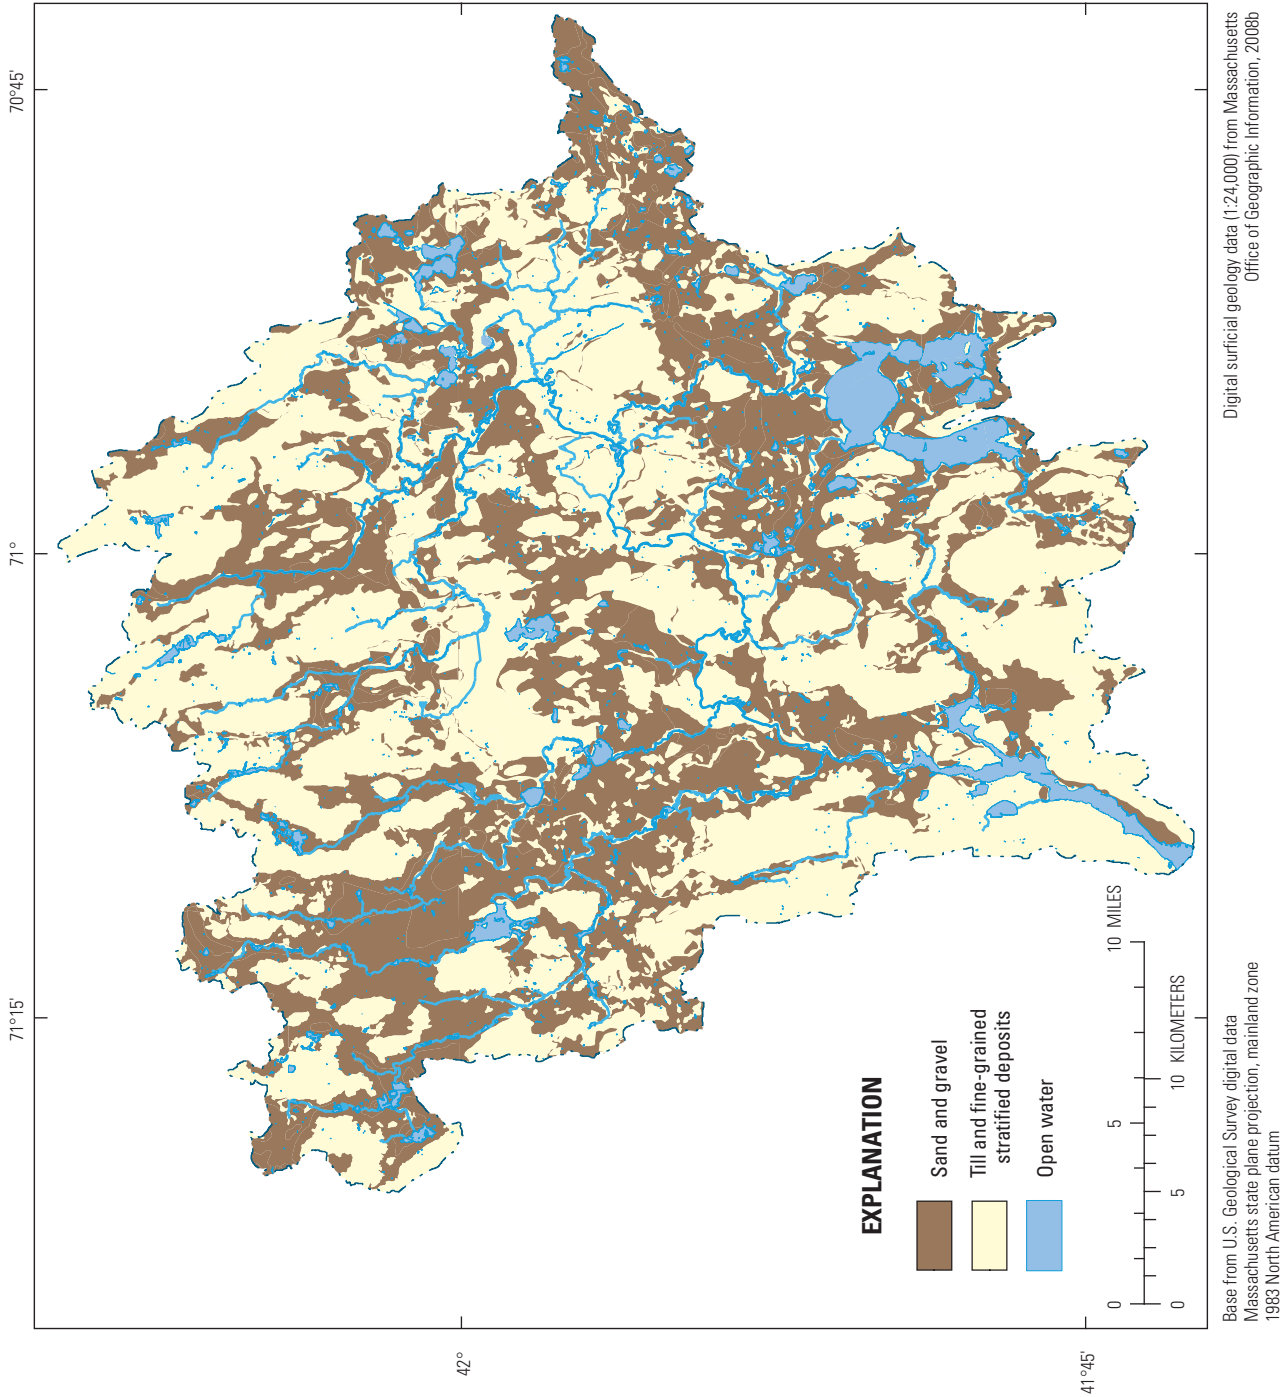 71°15'
71°
70°45'
42°
41°45'
EXPLANATION
Sand and gravel
Till and fine-grained
stratified deposits
Open water
0
5
10 MILES
0
5
10 KILOMETERS
Base from U.S. Geological Survey digital data
Massachusetts state plane projection, mainland zone
1983 North American datum
Digital surficial geology data (1:24,000) from Massachusetts
Office of Geographic Information, 2008b